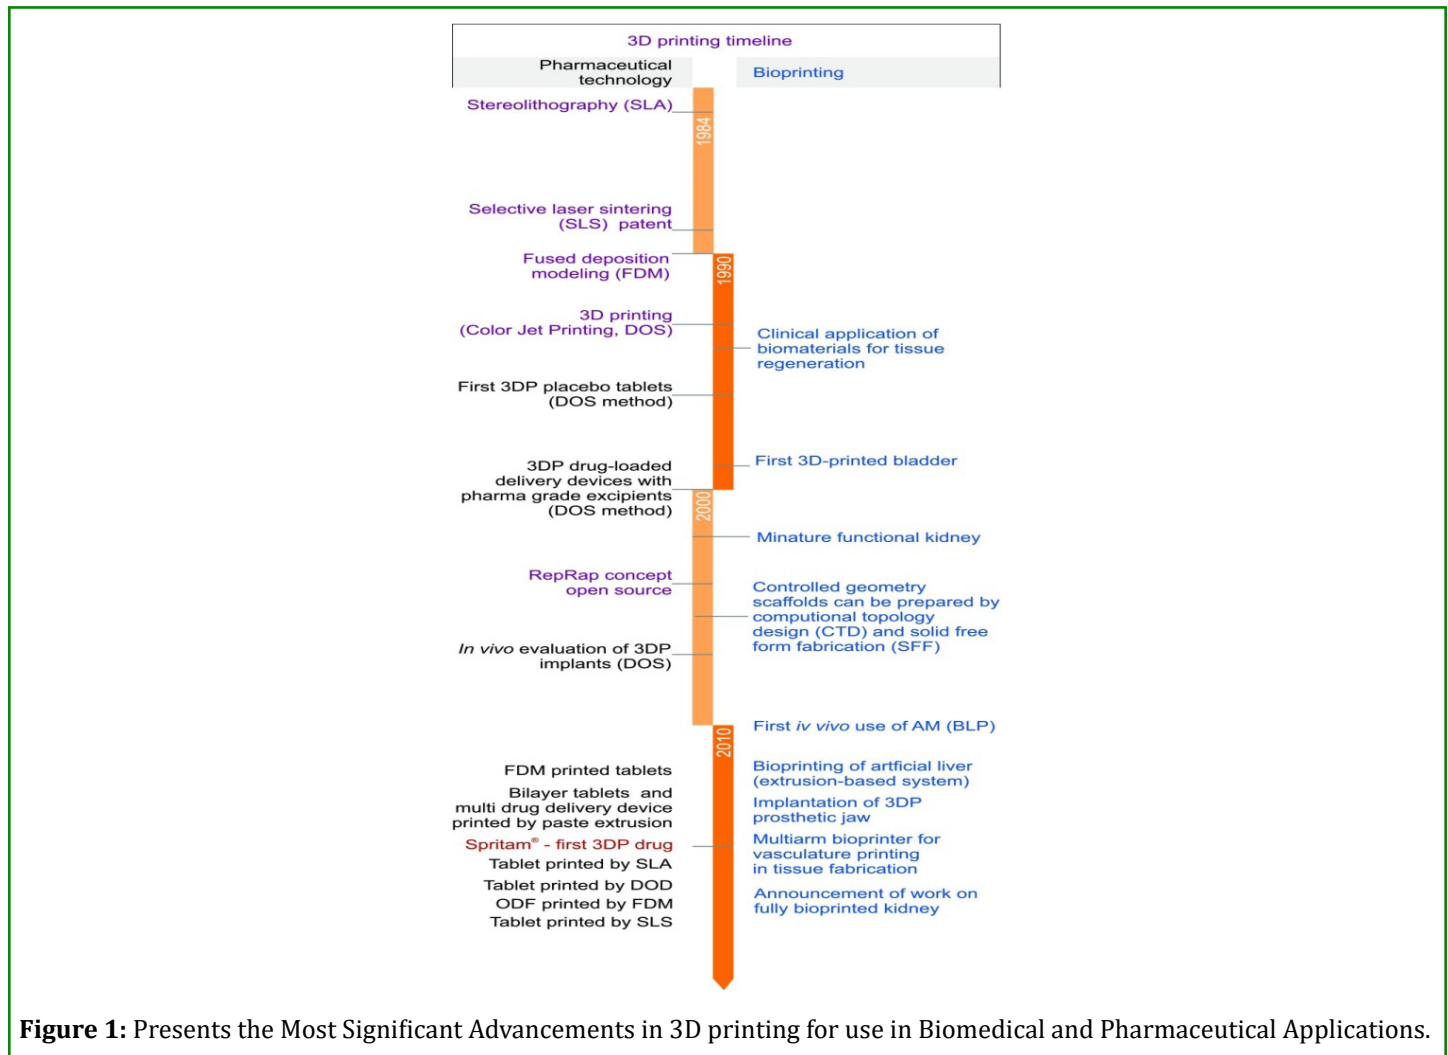 3D printing timeline
Pharmaceutical
technology
Bioprinting
Stereolithography (SLA)
1984
Selective laser sintering
(SLS) patent
Fused deposition
modeling (FDM)
1990
3D printing
(Color Jet Printing, DOS)
Clinical application of
biomaterials for tissue
regeneration
First 3DP placebo tablets
(DOS method)
First 3D-printed bladder
3DP drug-loaded
delivery devices with
pharma grade excipients
(DOS method)
2000
Minature functional kidney
RepRap concept
open source
Controlled geometry
scaffolds can be prepared by
computional topology
design (CTD) and solid free
form fabrication (SFF)
In vivo evaluation of 3DP
implants (DOS)
First iv vivo use of AM (BLP)
2010
FDM printed tablets
Bilayer tablets and
multi drug delivery device
printed by paste extrusion
Spritam® - first 3DP drug
Tablet printed by SLA
Tablet printed by DOD
ODF printed by FDM
Tablet printed by SLS
Bioprinting of artficial liver
(extrusion-based system)
Implantation of 3DP
prosthetic jaw
Multiarm bioprinter for
vasculature printing
in tissue fabrication
Announcement of work on
fully bioprinted kidney
Figure 1: Presents the Most Significant Advancements in 3D printing for use in Biomedical and Pharmaceutical Applications.